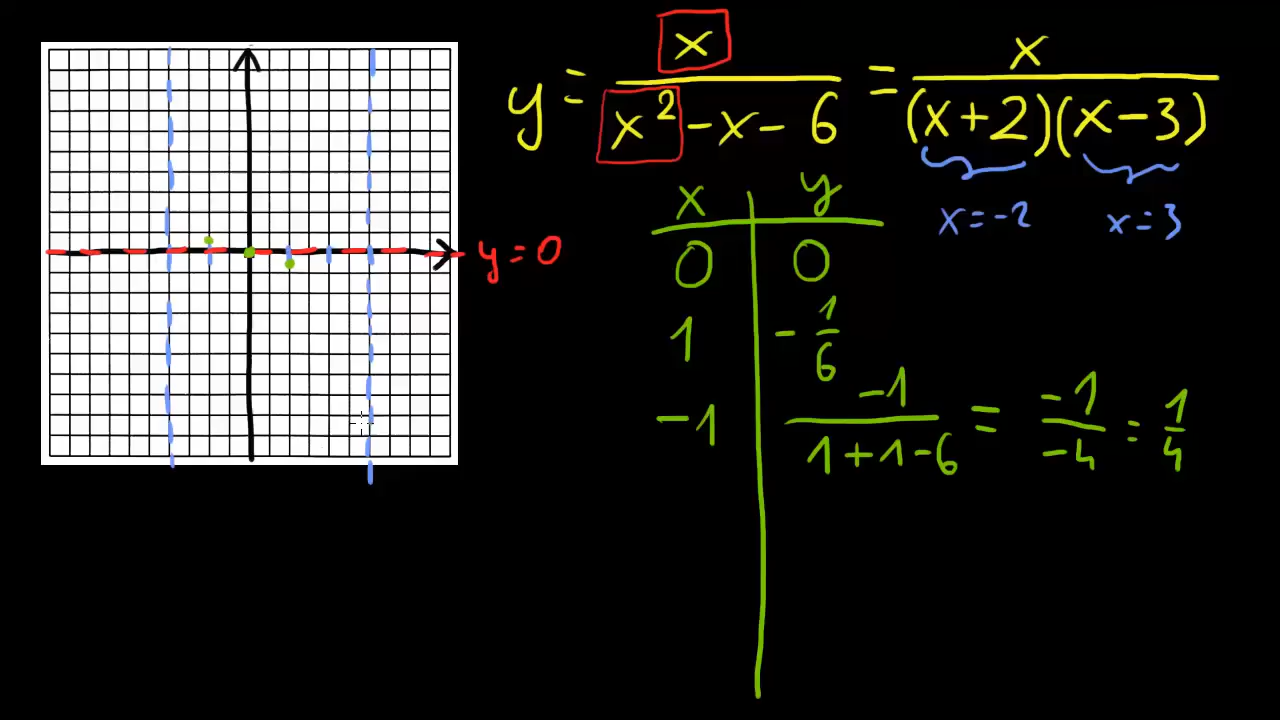 y = x / (x² - x - 6) = x / ((x+2)(x-3))
x = -2 x = 3
y = 0
x y
0 0
1 - 1/6
-1 -1 / (1+1-6) = -1 / -4 = 1/4